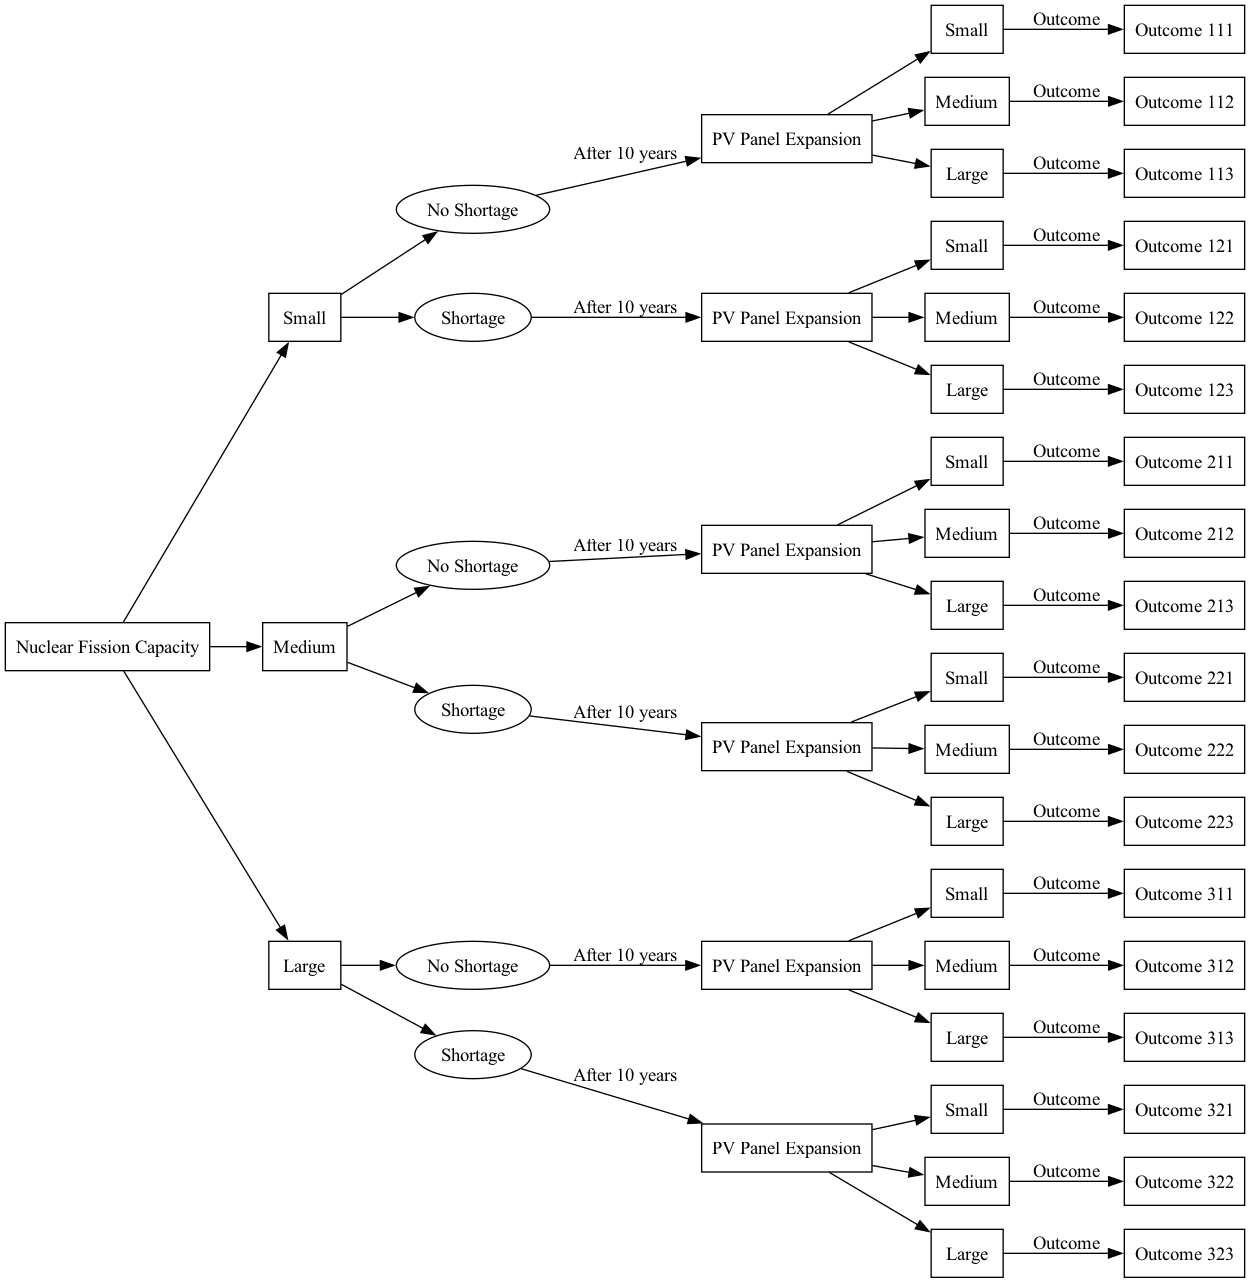 Small
Outcome
Outcome 111
Medium
Outcome
Outcome 112
PV Panel Expansion
After 10 years
Large
Outcome
Outcome 113
No Shortage
Small
Outcome
Outcome 121
Small
Shortage
After 10 years
PV Panel Expansion
Medium
Outcome
Outcome 122
Large
Outcome
Outcome 123
Small
Outcome
Outcome 211
No Shortage
After 10 years
PV Panel Expansion
Medium
Outcome
Outcome 212
Large
Outcome
Outcome 213
Nuclear Fission Capacity
Medium
Small
Outcome
Outcome 221
Shortage
After 10 years
PV Panel Expansion
Medium
Outcome
Outcome 222
Large
Outcome
Outcome 223
Small
Outcome
Outcome 311
Large
No Shortage
After 10 years
PV Panel Expansion
Medium
Outcome
Outcome 312
Large
Outcome
Outcome 313
Shortage
After 10 years
Small
Outcome
Outcome 321
PV Panel Expansion
Medium
Outcome
Outcome 322
Large
Outcome
Outcome 323